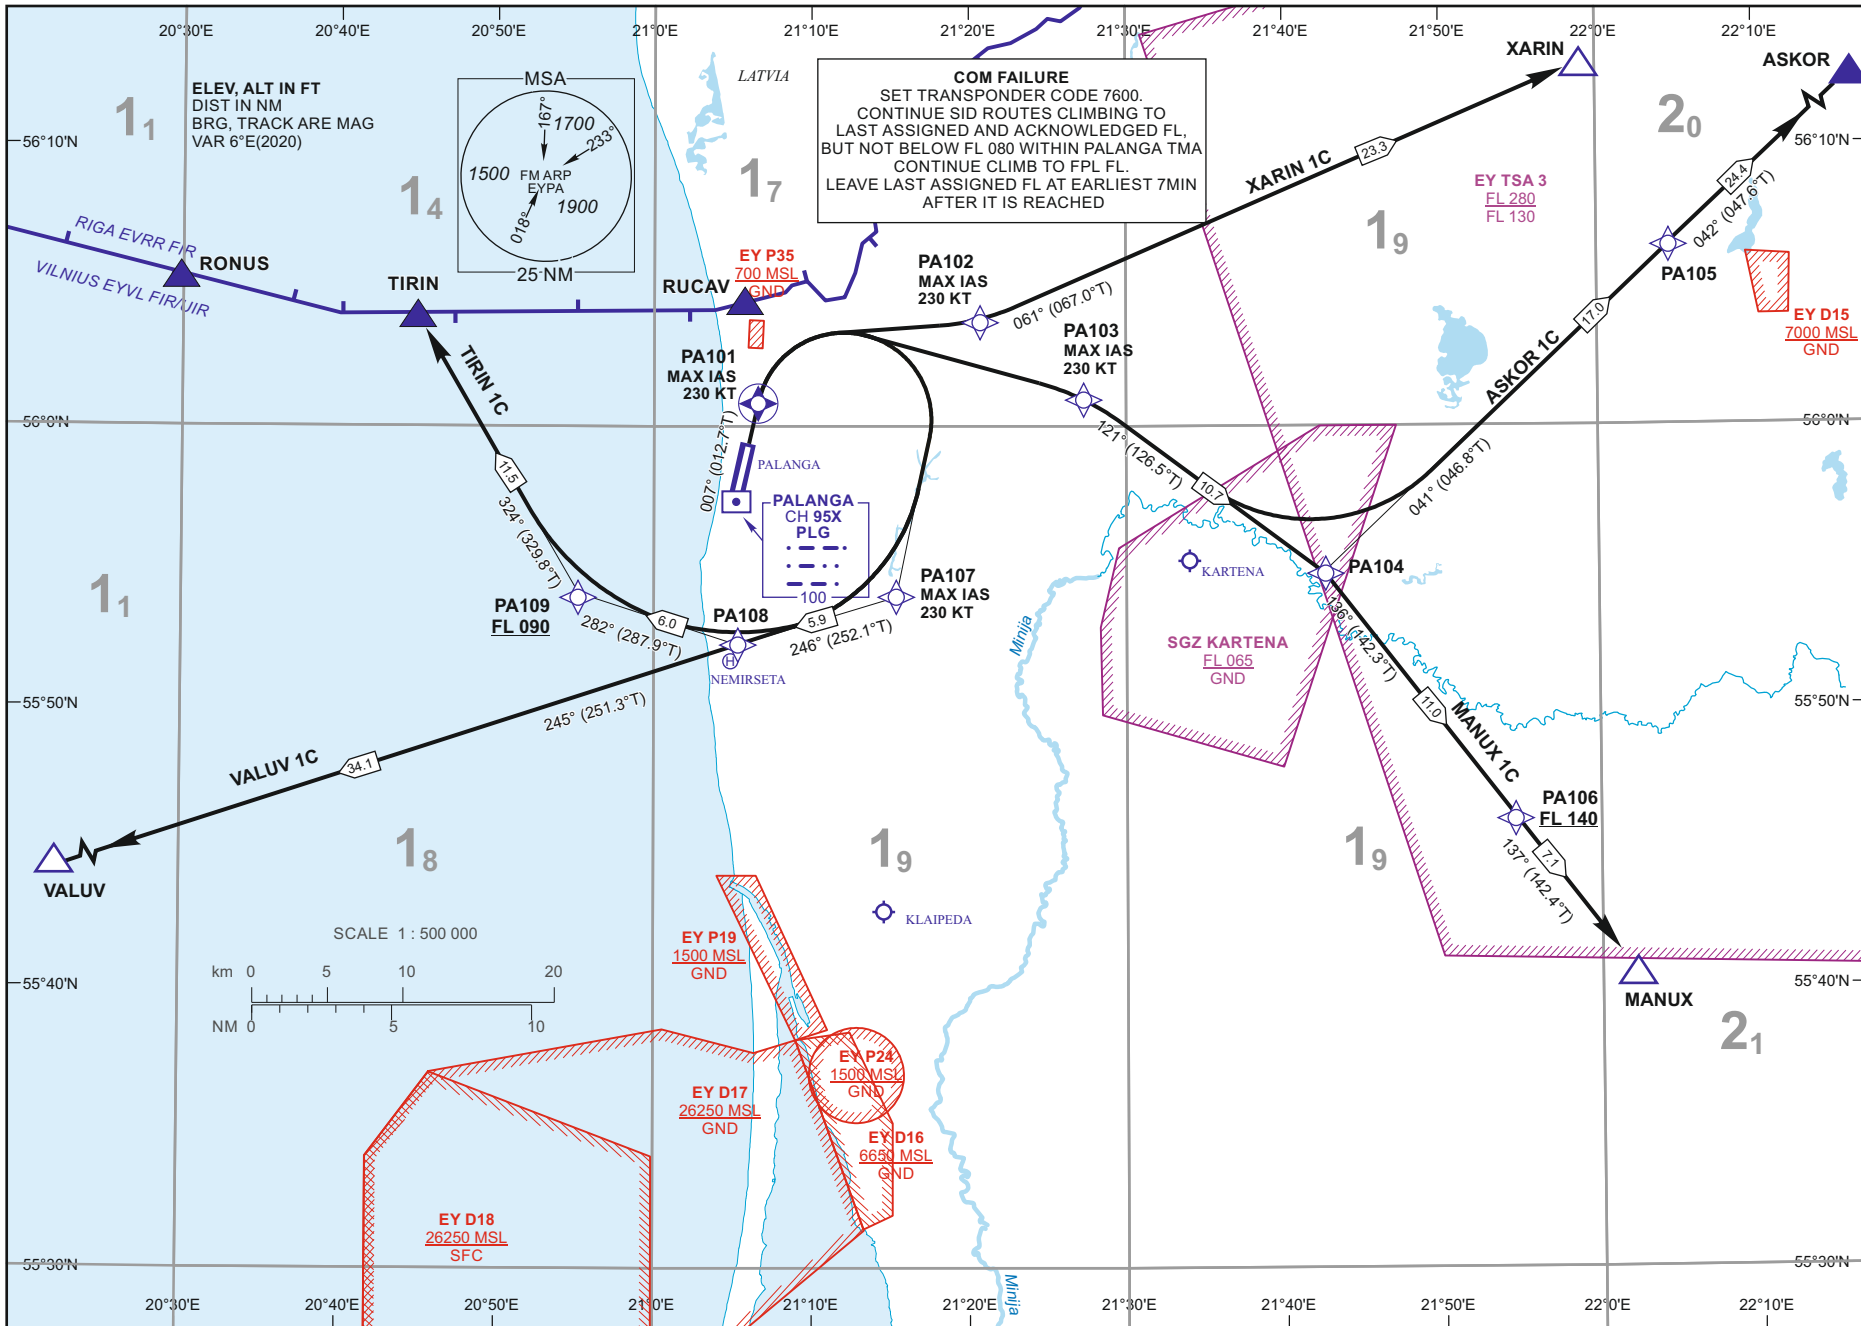 20°30'E
20°40'E
20°50'E
21°0'E
21°10'E
21°20'E
21°30'E
21°40'E
21°50'E
22°0'E
22°10'E
ELEV, ALT IN FT
DIST IN NM
BRG, TRACK ARE MAG
VAR 6°E(2020)
MSA
167°
1700
233°
1500
FM ARP
EYPA
1900
018°
25 NM
LATVIA
COM FAILURE
SET TRANSPONDER CODE 7600.
CONTINUE SID ROUTES CLIMBING TO
LAST ASSIGNED AND ACKNOWLEDGED FL,
BUT NOT BELOW FL 080 WITHIN PALANGA TMA
CONTINUE CLIMB TO FPL FL.
LEAVE LAST ASSIGNED FL AT EARLIEST 7MIN
AFTER IT IS REACHED
XARIN
ASKOR
1₁
1₄
1₇
1₉
2₀
56°10'N
56°10'N
XARIN 1C
23.3
24.4
042° (047.6°T)
EY TSA 3
FL 280
FL 130
RIGA EVRR FIR
VILNIUS EYVL FIR/UIR
RONUS
TIRIN
RUCAV
EY P35
700 MSL
GND
PA102
MAX IAS
230 KT
061° (067.0°T)
PA105
EY D15
7000 MSL
GND
PA103
MAX IAS
230 KT
PA101
MAX IAS
230 KT
TIRIN 1C
17.0
ASKOR 1C
56°0'N
56°0'N
007° (012.7°T)
121° (126.5°T)
041° (046.8°T)
11.5
324° (329.8°T)
10.7
PALANGA
PALANGA
CH 95X
PLG
100
KARTENA
PA104
PA107
MAX IAS
230 KT
PA109
FL 090
6.0
282° (287.9°T)
PA108
5.9
246° (252.1°T)
H
NEMIRSETA
1₁
Minija
SGZ KARTENA
FL 065
GND
136° (142.3°T)
55°50'N
55°50'N
245° (251.3°T)
11.0
MANUX 1C
VALUV 1C
34.1
PA106
FL 140
7.1
137° (142.4°T)
1₈
1₉
1₉
VALUV
KLAIPEDA
SCALE 1 : 500 000
km 0 5 10 20
NM 0 5 10
EY P19
1500 MSL
GND
55°40'N
55°40'N
MANUX
2₁
EY P24
1500 MSL
GND
EY D17
26250 MSL
GND
EY D16
6650 MSL
GND
EY D18
26250 MSL
SFC
55°30'N
55°30'N
Minija
20°30'E
20°40'E
20°50'E
21°0'E
21°10'E
21°20'E
21°30'E
21°40'E
21°50'E
22°0'E
22°10'E